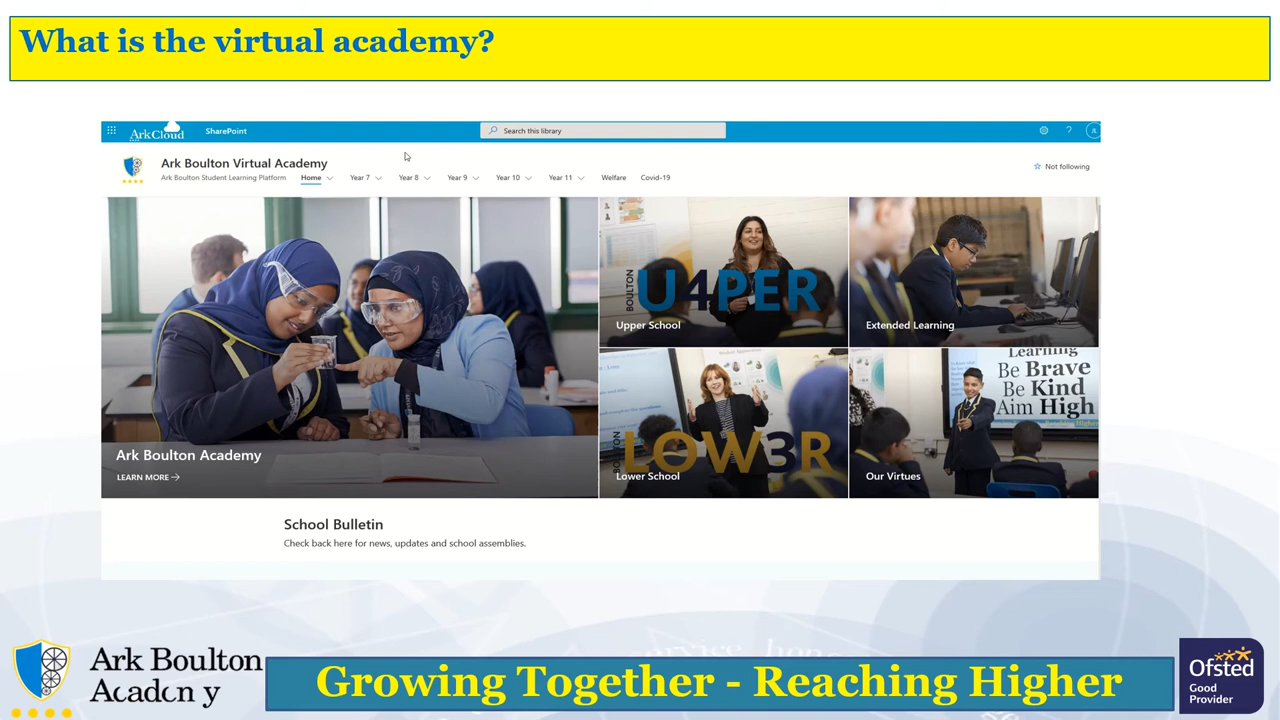 What is the virtual academy?
ArkCloud SharePoint Search this library ?
Ark Boulton Virtual Academy
Ark Boulton Student Learning Platform Home Year 7 Year 8 Year 9 Year 10 Year 11 Welfare Covid-19 Not following
BOULTON U4PER
Upper School
Extended Learning
Learning
Be Brave
Be Kind
Aim High
BOULTON LOW3R
Lower School
Our Virtues
Ark Boulton Academy
LEARN MORE
School Bulletin
Check back here for news, updates and school assemblies.
Ark Boulton
Academy
Growing Together - Reaching Higher
Ofsted
Good
Provider